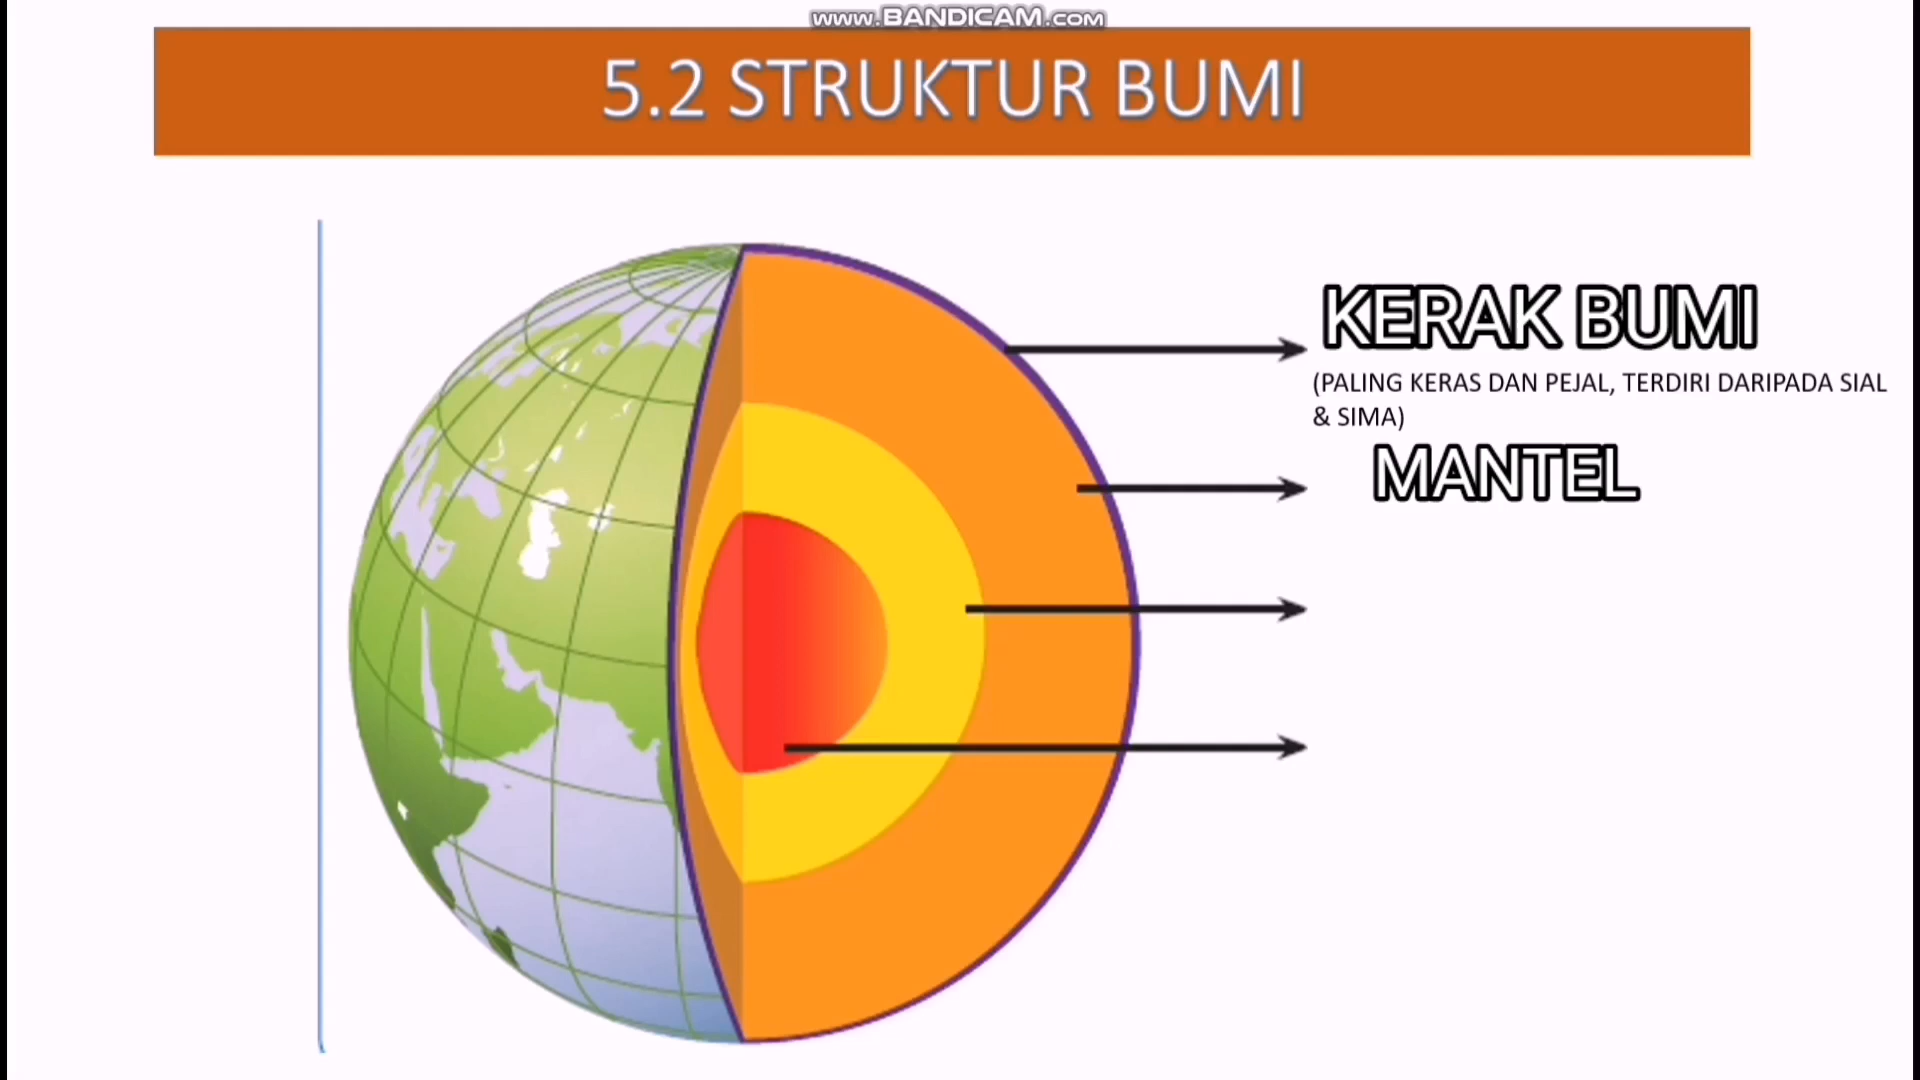 www.BANDICAM.com
5.2 STRUKTUR BUMI
KERAK BUMI
(PALING KERAS DAN PEJAL, TERDIRI DARIPADA SIAL
& SIMA)
MANTEL